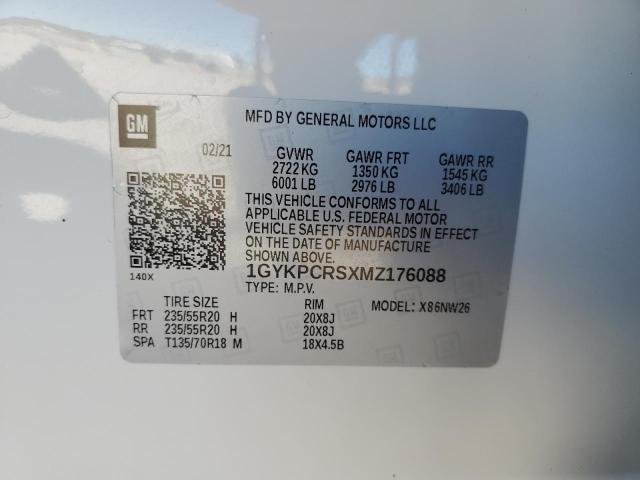 GM
MFD BY GENERAL MOTORS LLC
02/21
GVWR GAWR FRT GAWR RR
2722 KG 1350 KG 1545 KG
6001 LB 2976 LB 3406 LB
THIS VEHICLE CONFORMS TO ALL
APPLICABLE U.S. FEDERAL MOTOR
VEHICLE SAFETY STANDARDS IN EFFECT
ON THE DATE OF MANUFACTURE
SHOWN ABOVE.
140X
1GYKPCRSXMZ176088
TYPE: M.P.V.
TIRE SIZE RIM MODEL: X86NW26
FRT 235/55R20 H 20X8J
RR 235/55R20 H 20X8J
SPA T135/70R18 M 18X4.5B